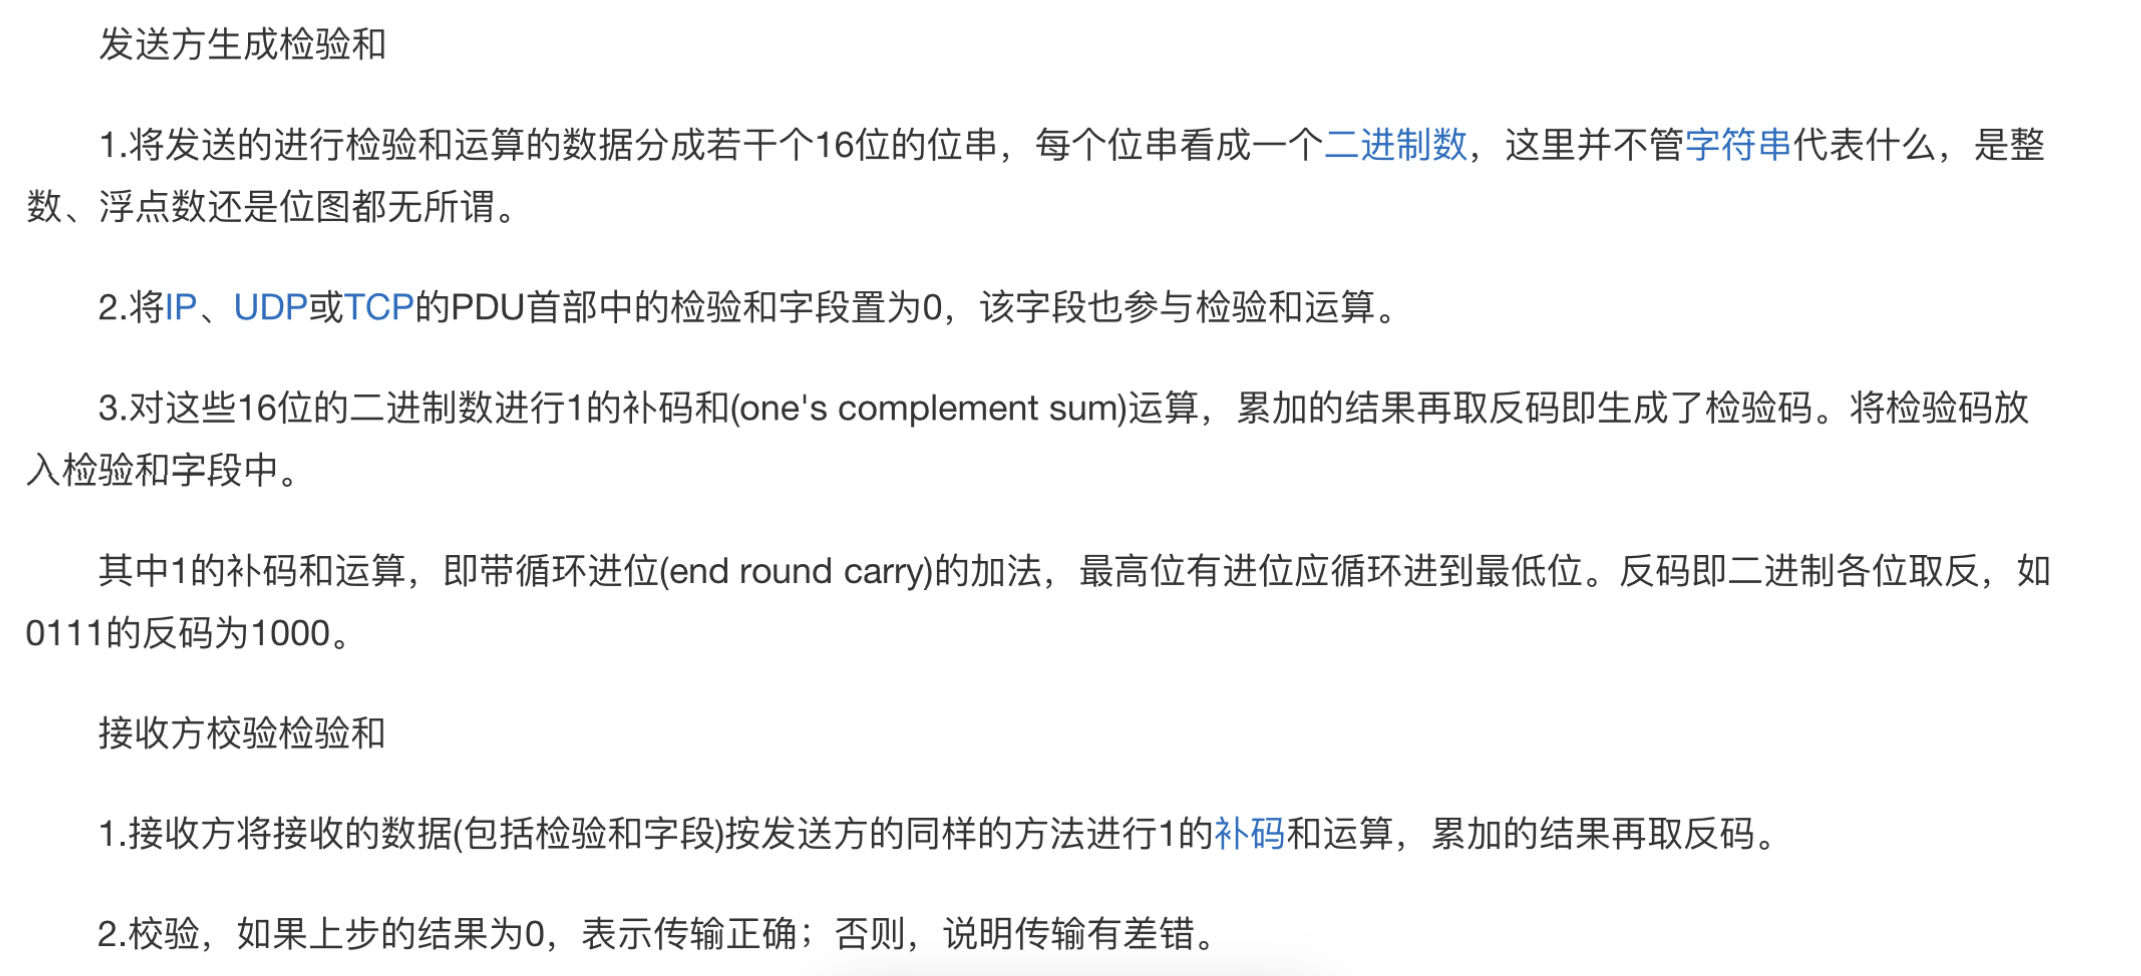 发送方生成检验和
1.将发送的进行检验和运算的数据分成若干个16位的位串，每个位串看成一个二进制数，这里并不管字符串代表什么，是整
数、浮点数还是位图都无所谓。
2.将IP、UDP或TCP的PDU首部中的检验和字段置为0，该字段也参与检验和运算。
3.对这些16位的二进制数进行1的补码和(one's complement sum)运算，累加的结果再取反码即生成了检验码。将检验码放
入检验和字段中。
其中1的补码和运算，即带循环进位(end round carry)的加法，最高位有进位应循环进到最低位。反码即二进制各位取反，如
0111的反码为1000。
接收方校验检验和
1.接收方将接收的数据(包括检验和字段)按发送方的同样的方法进行1的补码和运算，累加的结果再取反码。
2.校验，如果上步的结果为0，表示传输正确；否则，说明传输有差错。